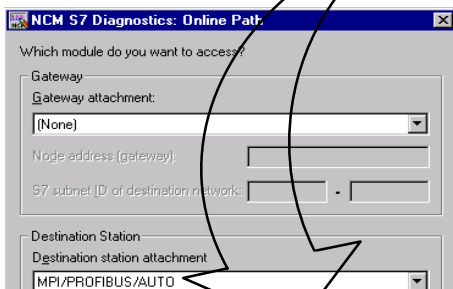 NCM S7 Diagnostics: Online Path
Which module do you want to access?
Gateway
Gateway attachment:
(None)
Node address (gateway):
S7 subnet ID of destination network:
-
Destination Station
Destination station attachment
MPI/PROFIBUS/AUTO